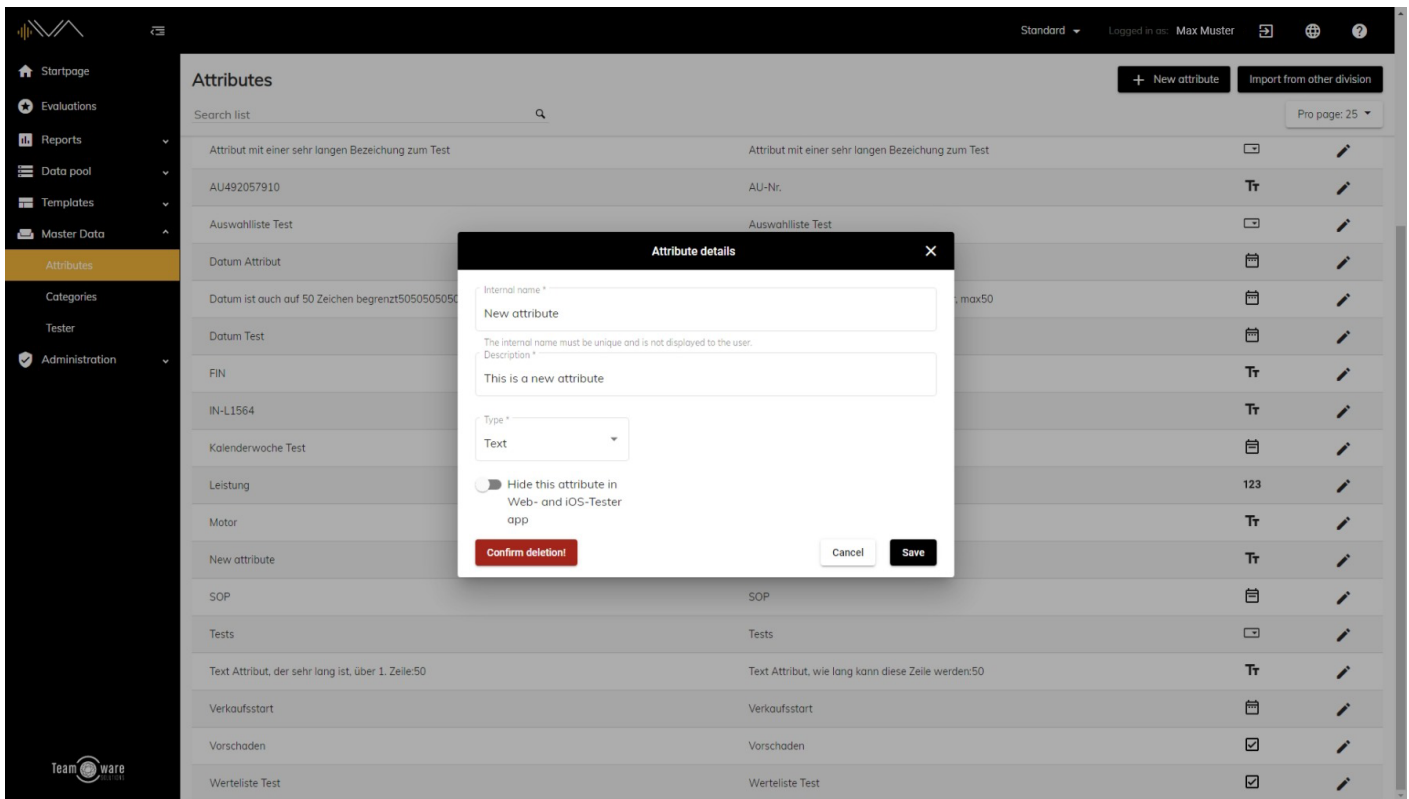 Standard
Logged in as: Max Muster
Startpage
Evaluations
Reports
Data pool
Templates
Master Data
Attributes
Categories
Tester
Administration
Team ware
SOLUTIONS
Attributes
+ New attribute
Import from other division
Search list
Pro page: 25
Attribut mit einer sehr langen Bezeichung zum Test Attribut mit einer sehr langen Bezeichung zum Test
AU492057910 AU-Nr. TT
Auswahlliste Test Auswahlliste Test
Datum Attribut
Datum ist auch auf 50 Zeichen begrenzt5050505050 , max50
Datum Test
FIN TT
IN-L1564 TT
Kalenderwoche Test
Leistung 123
Motor TT
New attribute TT
SOP SOP
Tests Tests
Text Attribut, der sehr lang ist, über 1. Zeile:50 Text Attribut, wie lang kann diese Zeile werden:50 TT
Verkaufsstart Verkaufsstart
Vorschaden Vorschaden
Werteliste Test Werteliste Test
Attribute details
Internal name *
New attribute
The internal name must be unique and is not displayed to the user.
Description *
This is a new attribute
Type *
Text
Hide this attribute in
Web- and iOS-Tester
app
Confirm deletion!
Cancel
Save